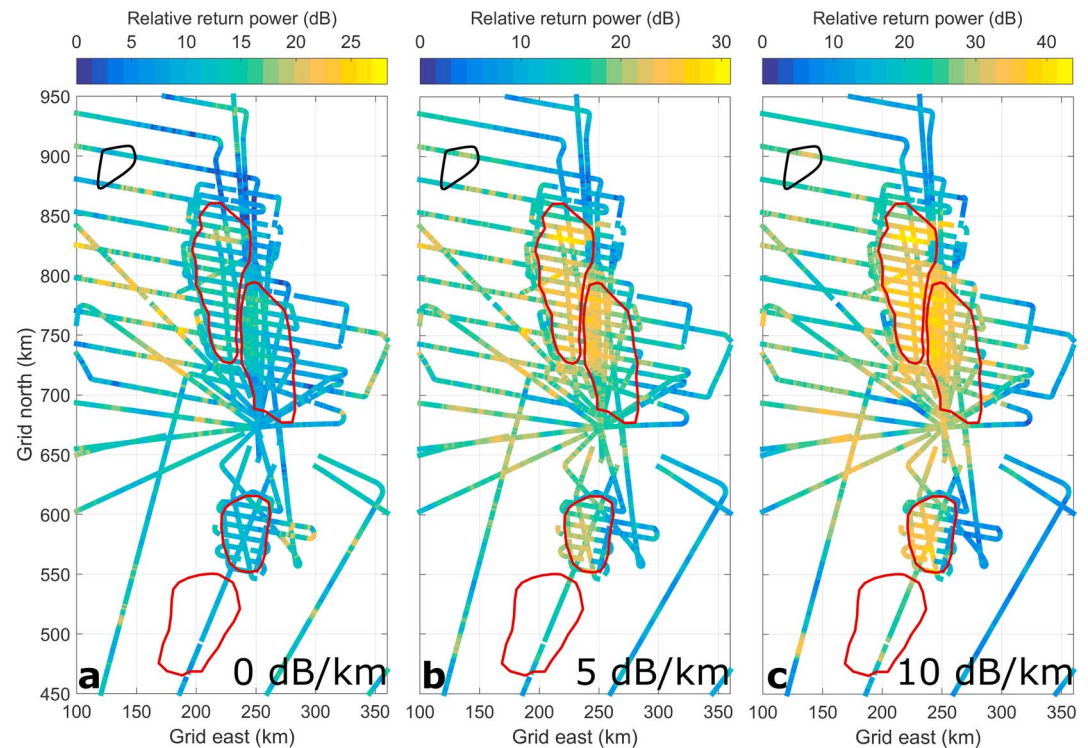 Relative return power (dB) Relative return power (dB) Relative return power (dB)
0 5 10 15 20 25 0 10 20 30 0 10 20 30 40
950
900
850
800
750
700
650
600
550
500
450
Grid north (km)
a 0 dB/km b 5 dB/km c 10 dB/km
100 150 200 250 300 350 100 150 200 250 300 350 100 150 200 250 300 350
Grid east (km) Grid east (km) Grid east (km)